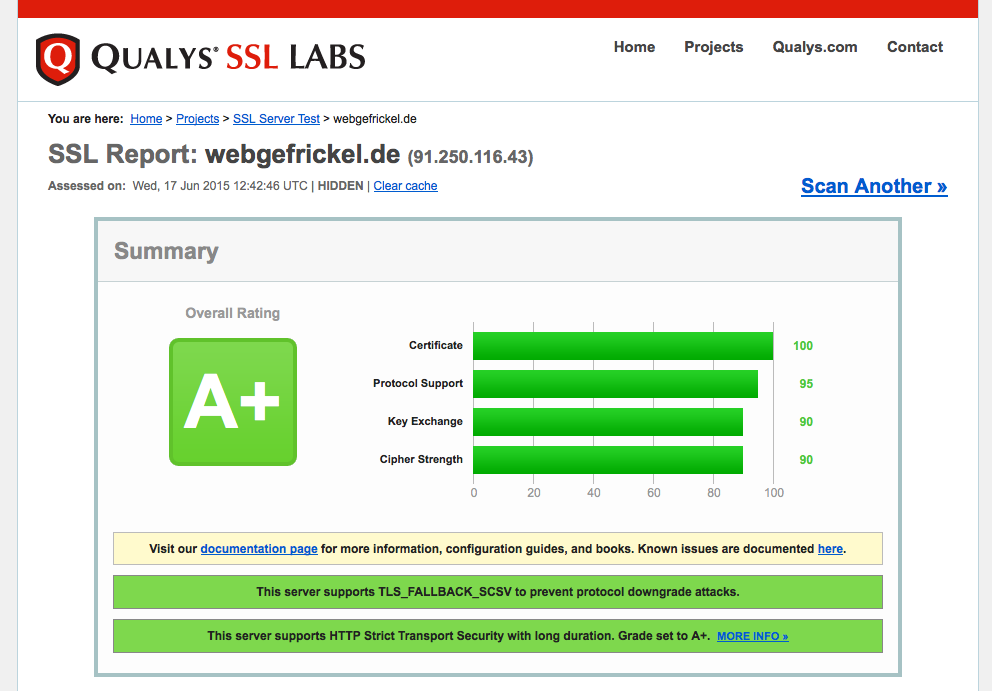 QUALYS® SSL LABS
Home Projects Qualys.com Contact
You are here: Home > Projects > SSL Server Test > webgefrickel.de
SSL Report: webgefrickel.de (91.250.116.43)
Assessed on: Wed, 17 Jun 2015 12:42:46 UTC | HIDDEN | Clear cache
Scan Another »
Summary
Overall Rating
A+
Certificate 100
Protocol Support 95
Key Exchange 90
Cipher Strength 90
0 20 40 60 80 100
Visit our documentation page for more information, configuration guides, and books. Known issues are documented here.
This server supports TLS_FALLBACK_SCSV to prevent protocol downgrade attacks.
This server supports HTTP Strict Transport Security with long duration. Grade set to A+. MORE INFO »